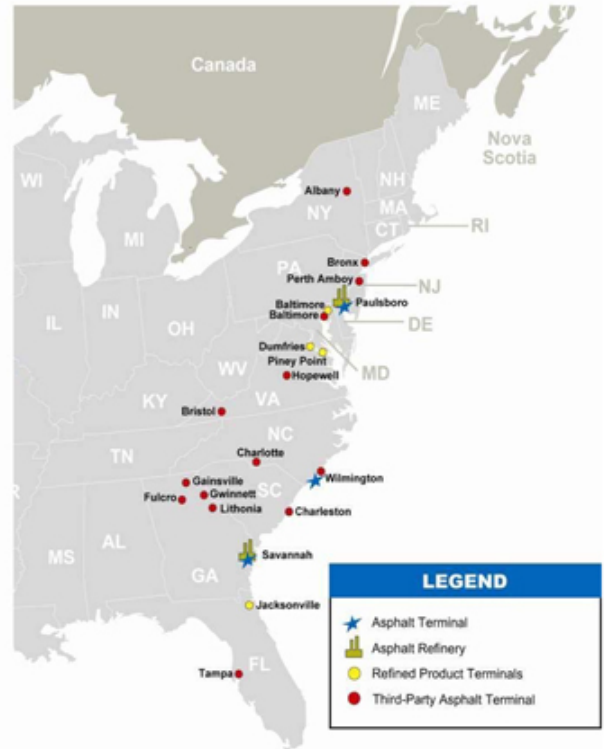 Canada
ME
Nova
Scotia
WI
NH
Albany
NY
MA
MI
CT
RI
Bronx
PA
Perth Amboy
NJ
IN
Baltimore
Paulsboro
IL
Baltimore
OH
DE
Dumfries
Piney Point
WV
MD
Hopewell
KY
VA
Bristol
NC
Charlotte
TN
Gainsville
Wilmington
SC
Fulcro
Gwinnett
Lithonia
Charleston
R
AL
MS
Savannah
GA
LEGEND
Jacksonville
Asphalt Terminal
Asphalt Refinery
FL
Tampa
Refined Product Terminals
Third-Party Asphalt Terminal